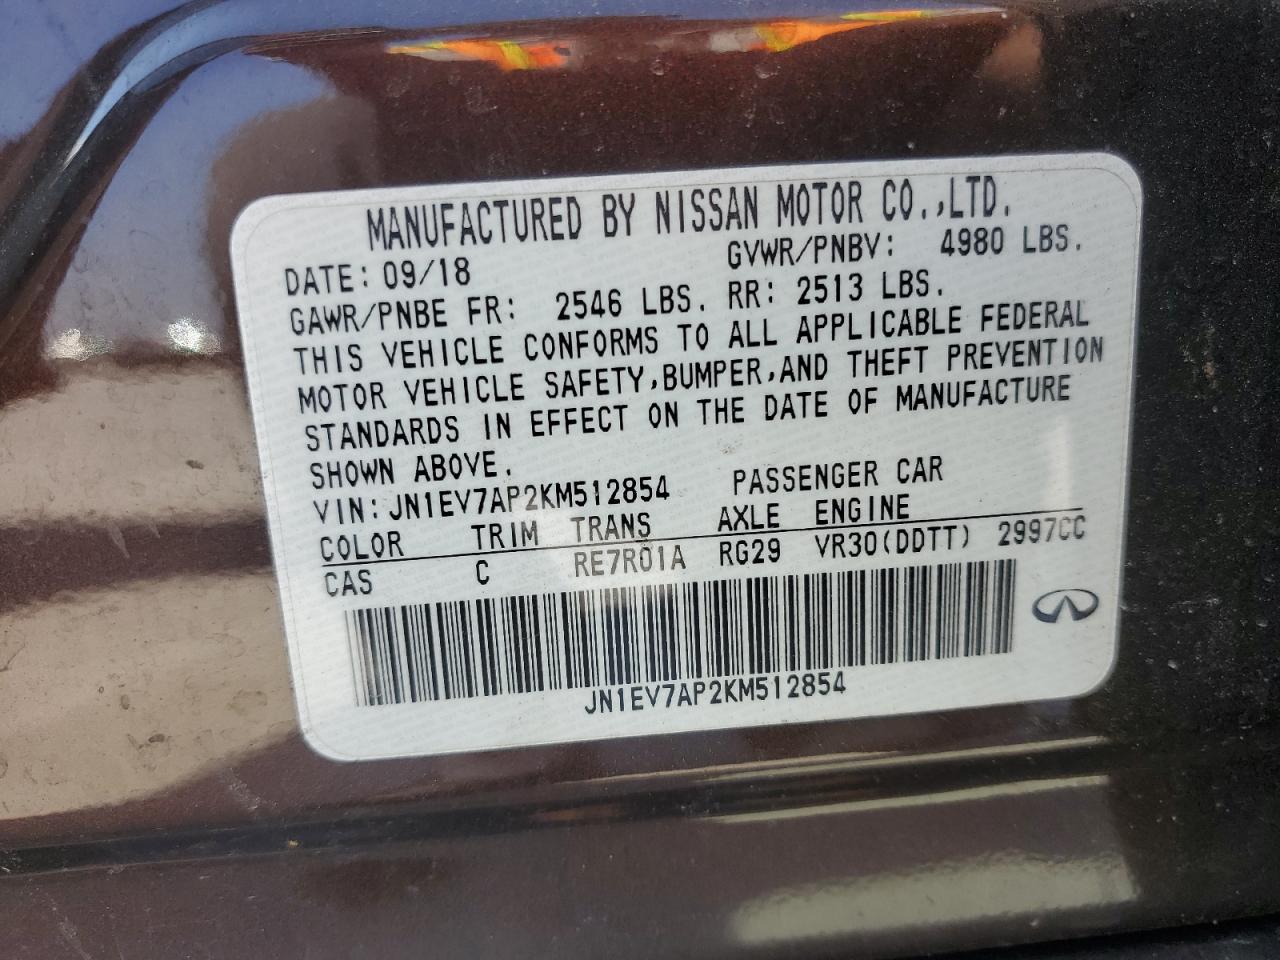 MANUFACTURED BY NISSAN MOTOR CO.,LTD.
DATE: 09/18 GVWR/PNBV: 4980 LBS.
GAWR/PNBE FR: 2546 LBS. RR: 2513 LBS.
THIS VEHICLE CONFORMS TO ALL APPLICABLE FEDERAL
MOTOR VEHICLE SAFETY,BUMPER,AND THEFT PREVENTION
STANDARDS IN EFFECT ON THE DATE OF MANUFACTURE
SHOWN ABOVE.
VIN:JN1EV7AP2KM512854 PASSENGER CAR
COLOR TRIM TRANS AXLE ENGINE
CAS C RE7R01A RG29 VR30(DDTT) 2997CC
JN1EV7AP2KM512854